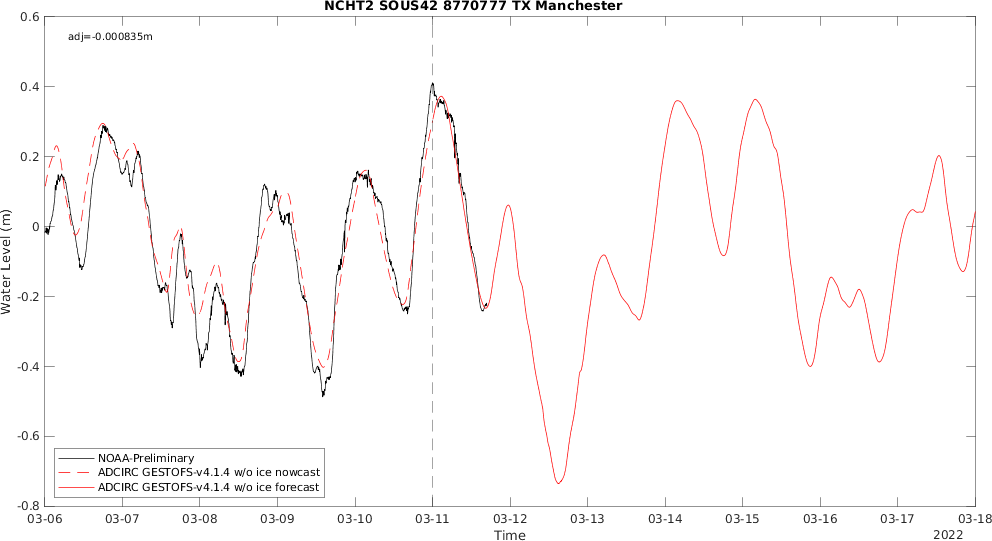 NCHT2 SOUS42 8770777 TX Manchester
adj=-0.000835m
0.6
0.4
0.2
0
-0.2
-0.4
-0.6
-0.8
Water Level (m)
NOAA-Preliminary
ADCIRC GESTOFS-v4.1.4 w/o ice nowcast
ADCIRC GESTOFS-v4.1.4 w/o ice forecast
03-06 03-07 03-08 03-09 03-10 03-11 03-12 03-13 03-14 03-15 03-16 03-17 03-18
Time
2022